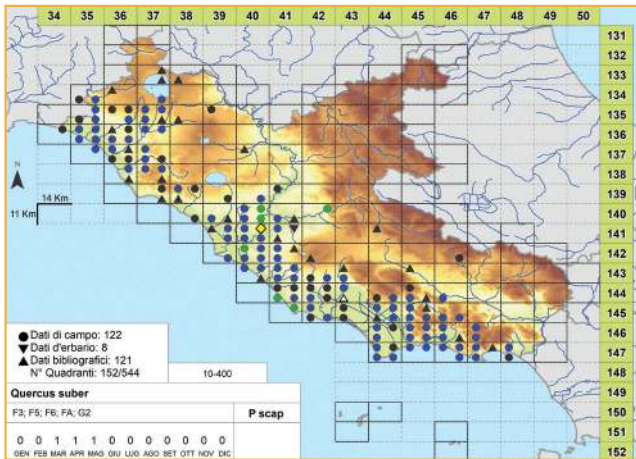 34 35 36 37 38 39 40 41 42 43 44 45 46 47 48 49 50
131
132
133
134
135
136
137
138
139
140
141
142
143
144
145
146
147
148
149
150
151
152
N
14 Km
11 Km
Dati di campo: 122
Dati d'erbario: 8
Dati bibliografici: 121
N° Quadranti: 152/544
10-400
Quercus suber
F3; F5; F6; FA; G2
P scap
0 0 1 1 1 0 0 0 0 0 0 0
GEN FEB MAR APR MAG GIU LUG AGO SET OTT NOV DIC